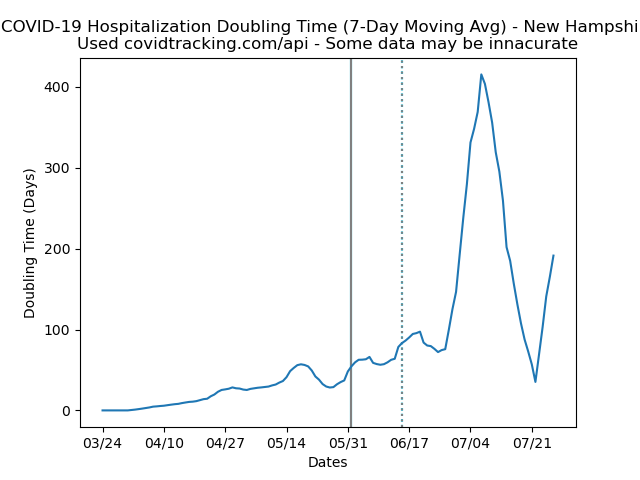 COVID-19 Hospitalization Doubling Time (7-Day Moving Avg) - New Hampshi
Used covidtracking.com/api - Some data may be innacurate
400
300
200
100
0
Doubling Time (Days)
03/24 04/10 04/27 05/14 05/31 06/17 07/04 07/21
Dates